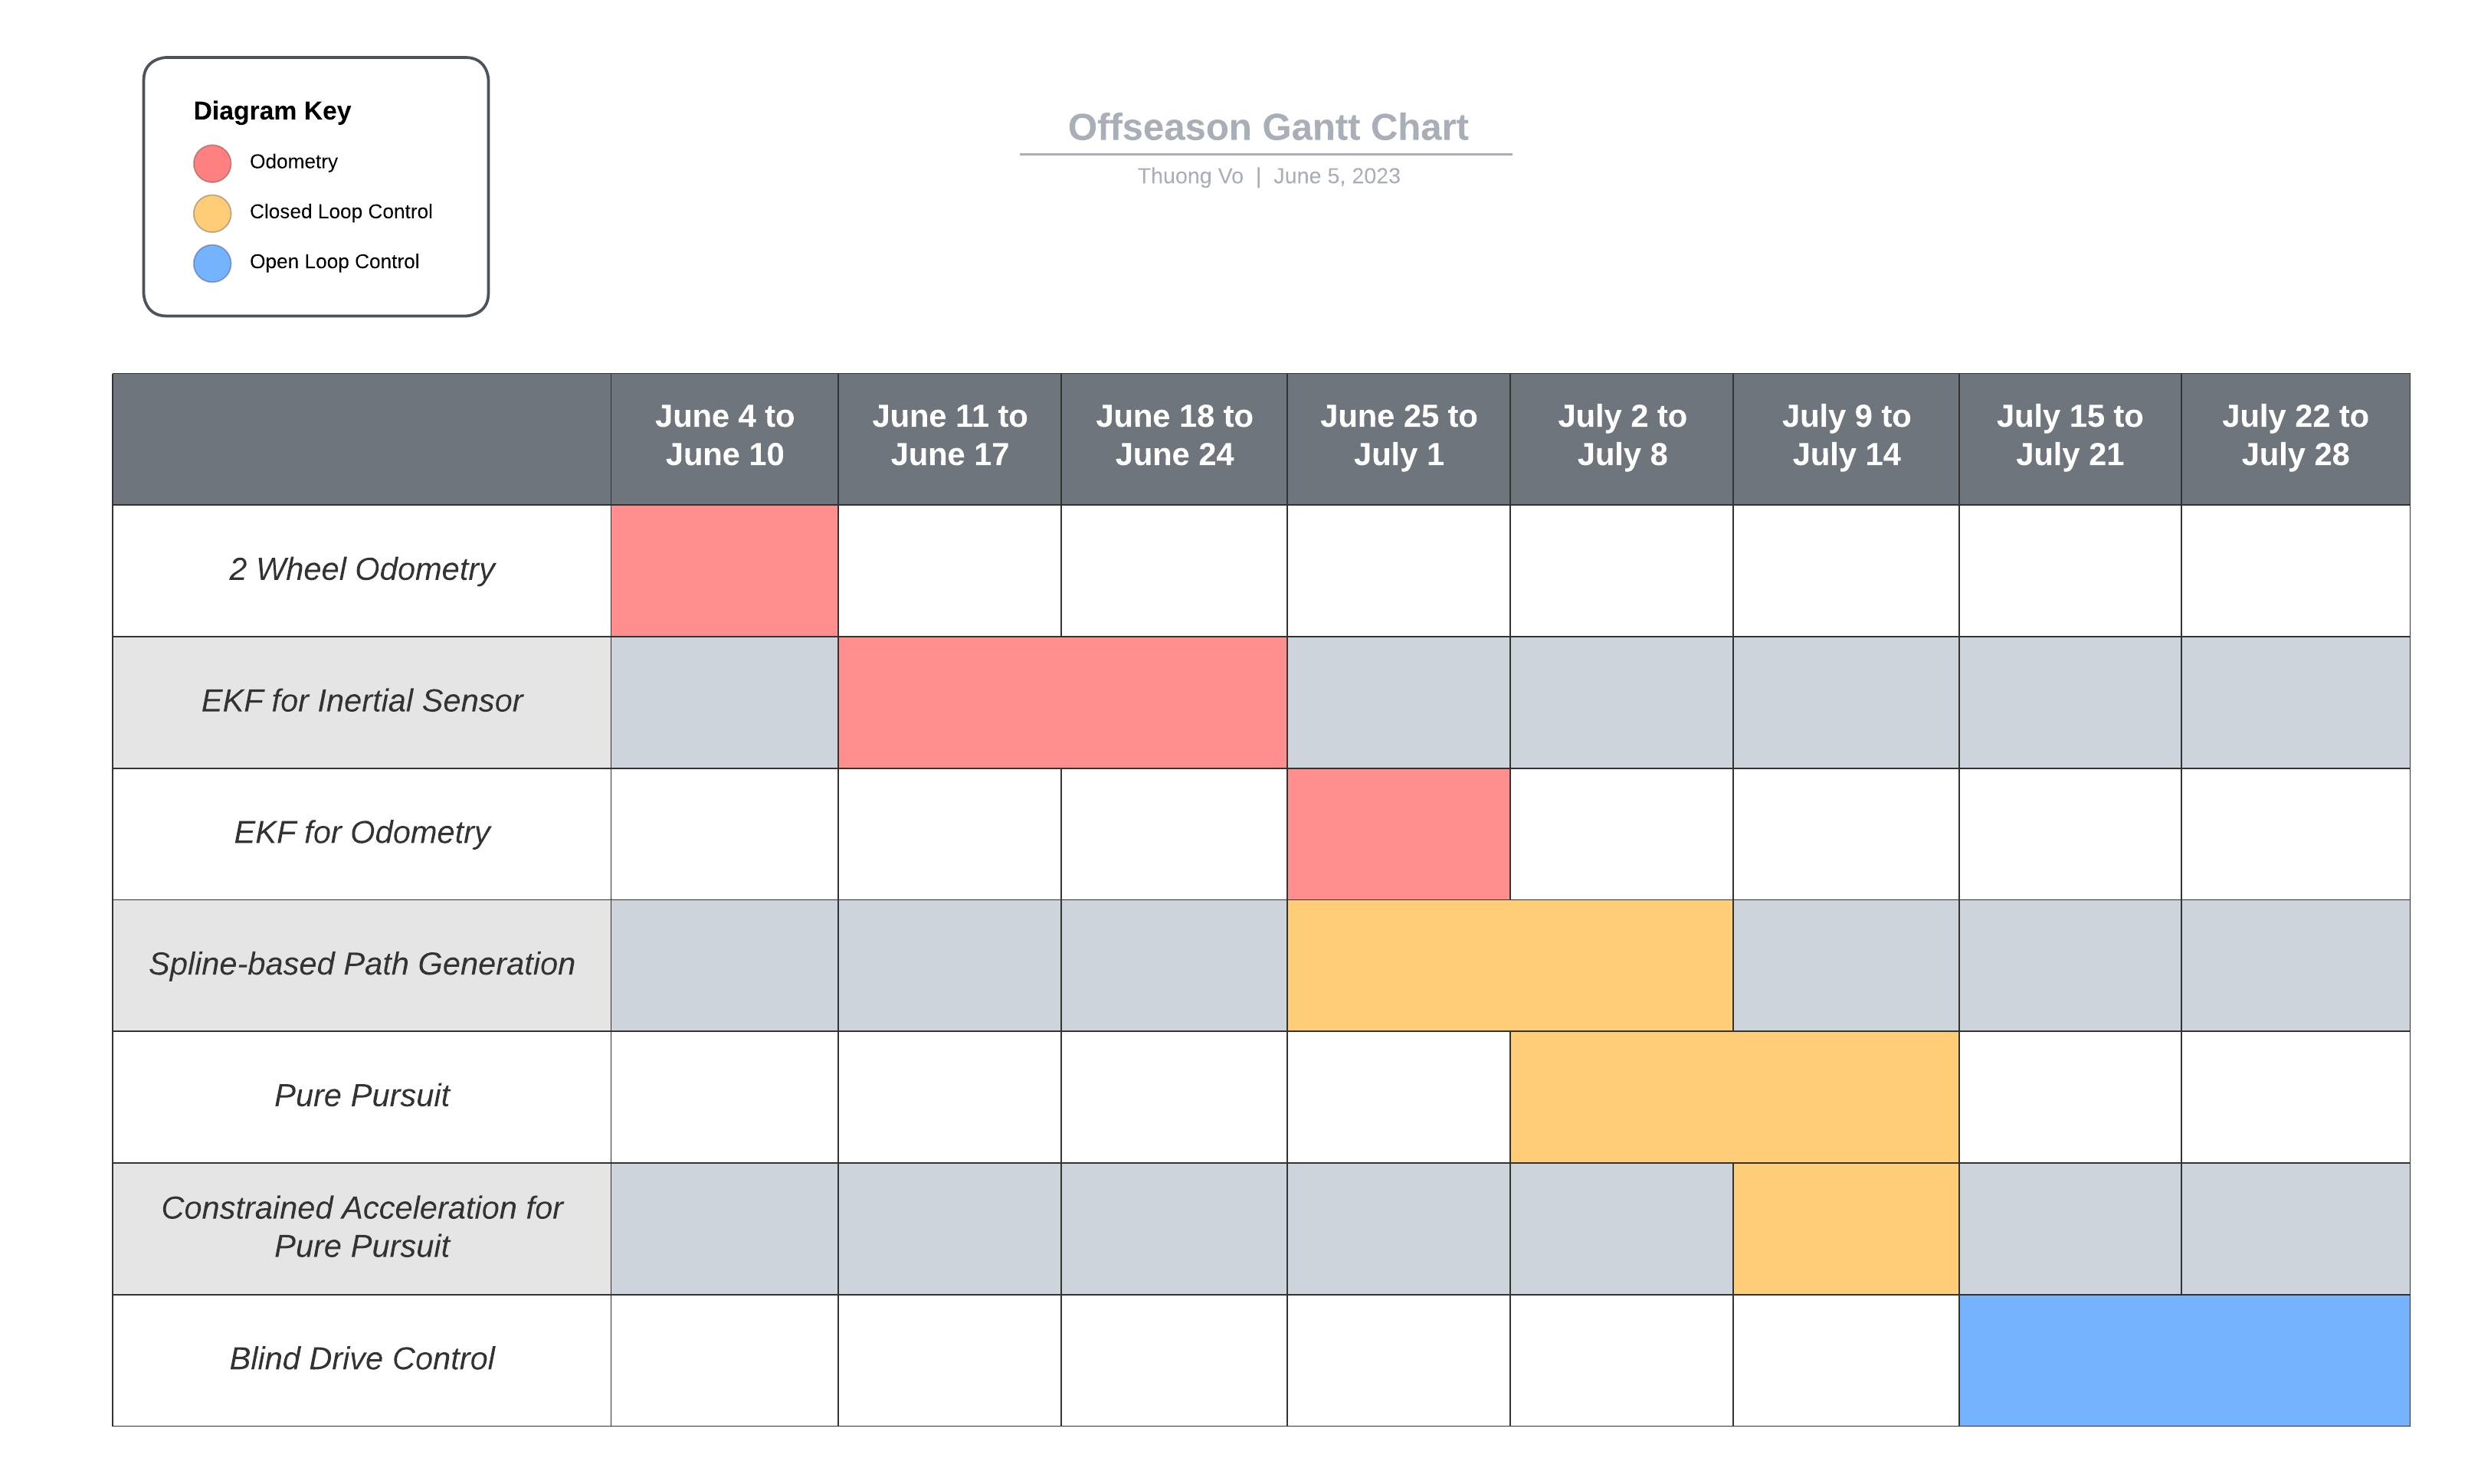 Diagram Key
Odometry
Closed Loop Control
Open Loop Control
Offseason Gantt Chart
Thuong Vo | June 5, 2023
June 4 to
June 10
June 11 to
June 17
June 18 to
June 24
June 25 to
July 1
July 2 to
July 8
July 9 to
July 14
July 15 to
July 21
July 22 to
July 28
2 Wheel Odometry
EKF for Inertial Sensor
EKF for Odometry
Spline-based Path Generation
Pure Pursuit
Constrained Acceleration for
Pure Pursuit
Blind Drive Control